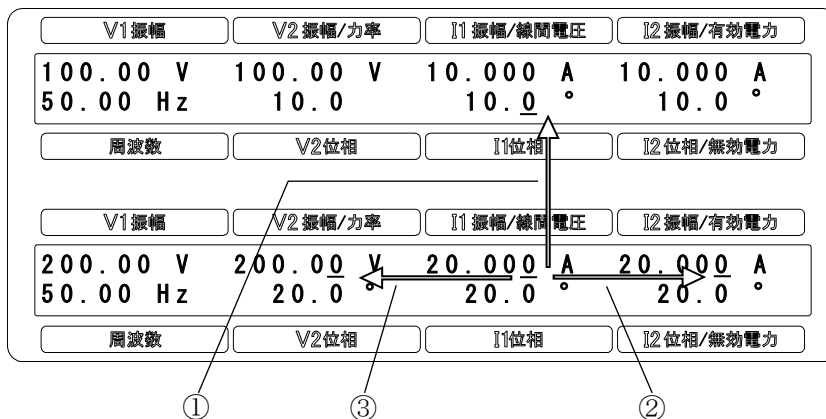 V1振幅 V2振幅/力率 I1振幅/線間電圧 I2振幅/有効電力
100.00 V 100.00 V 10.000 A 10.000 A
50.00 Hz 10.0 10.0 ° 10.0 °
周波数 V2位相 I1位相 I2位相/無効電力
V1振幅 V2振幅/力率 I1振幅/線間電圧 I2振幅/有効電力
200.00 V 200.00 V 20.000 A 20.000 A
50.00 Hz 20.0 ° 20.0 ° 20.0 °
周波数 V2位相 I1位相 I2位相/無効電力
① ③ ②